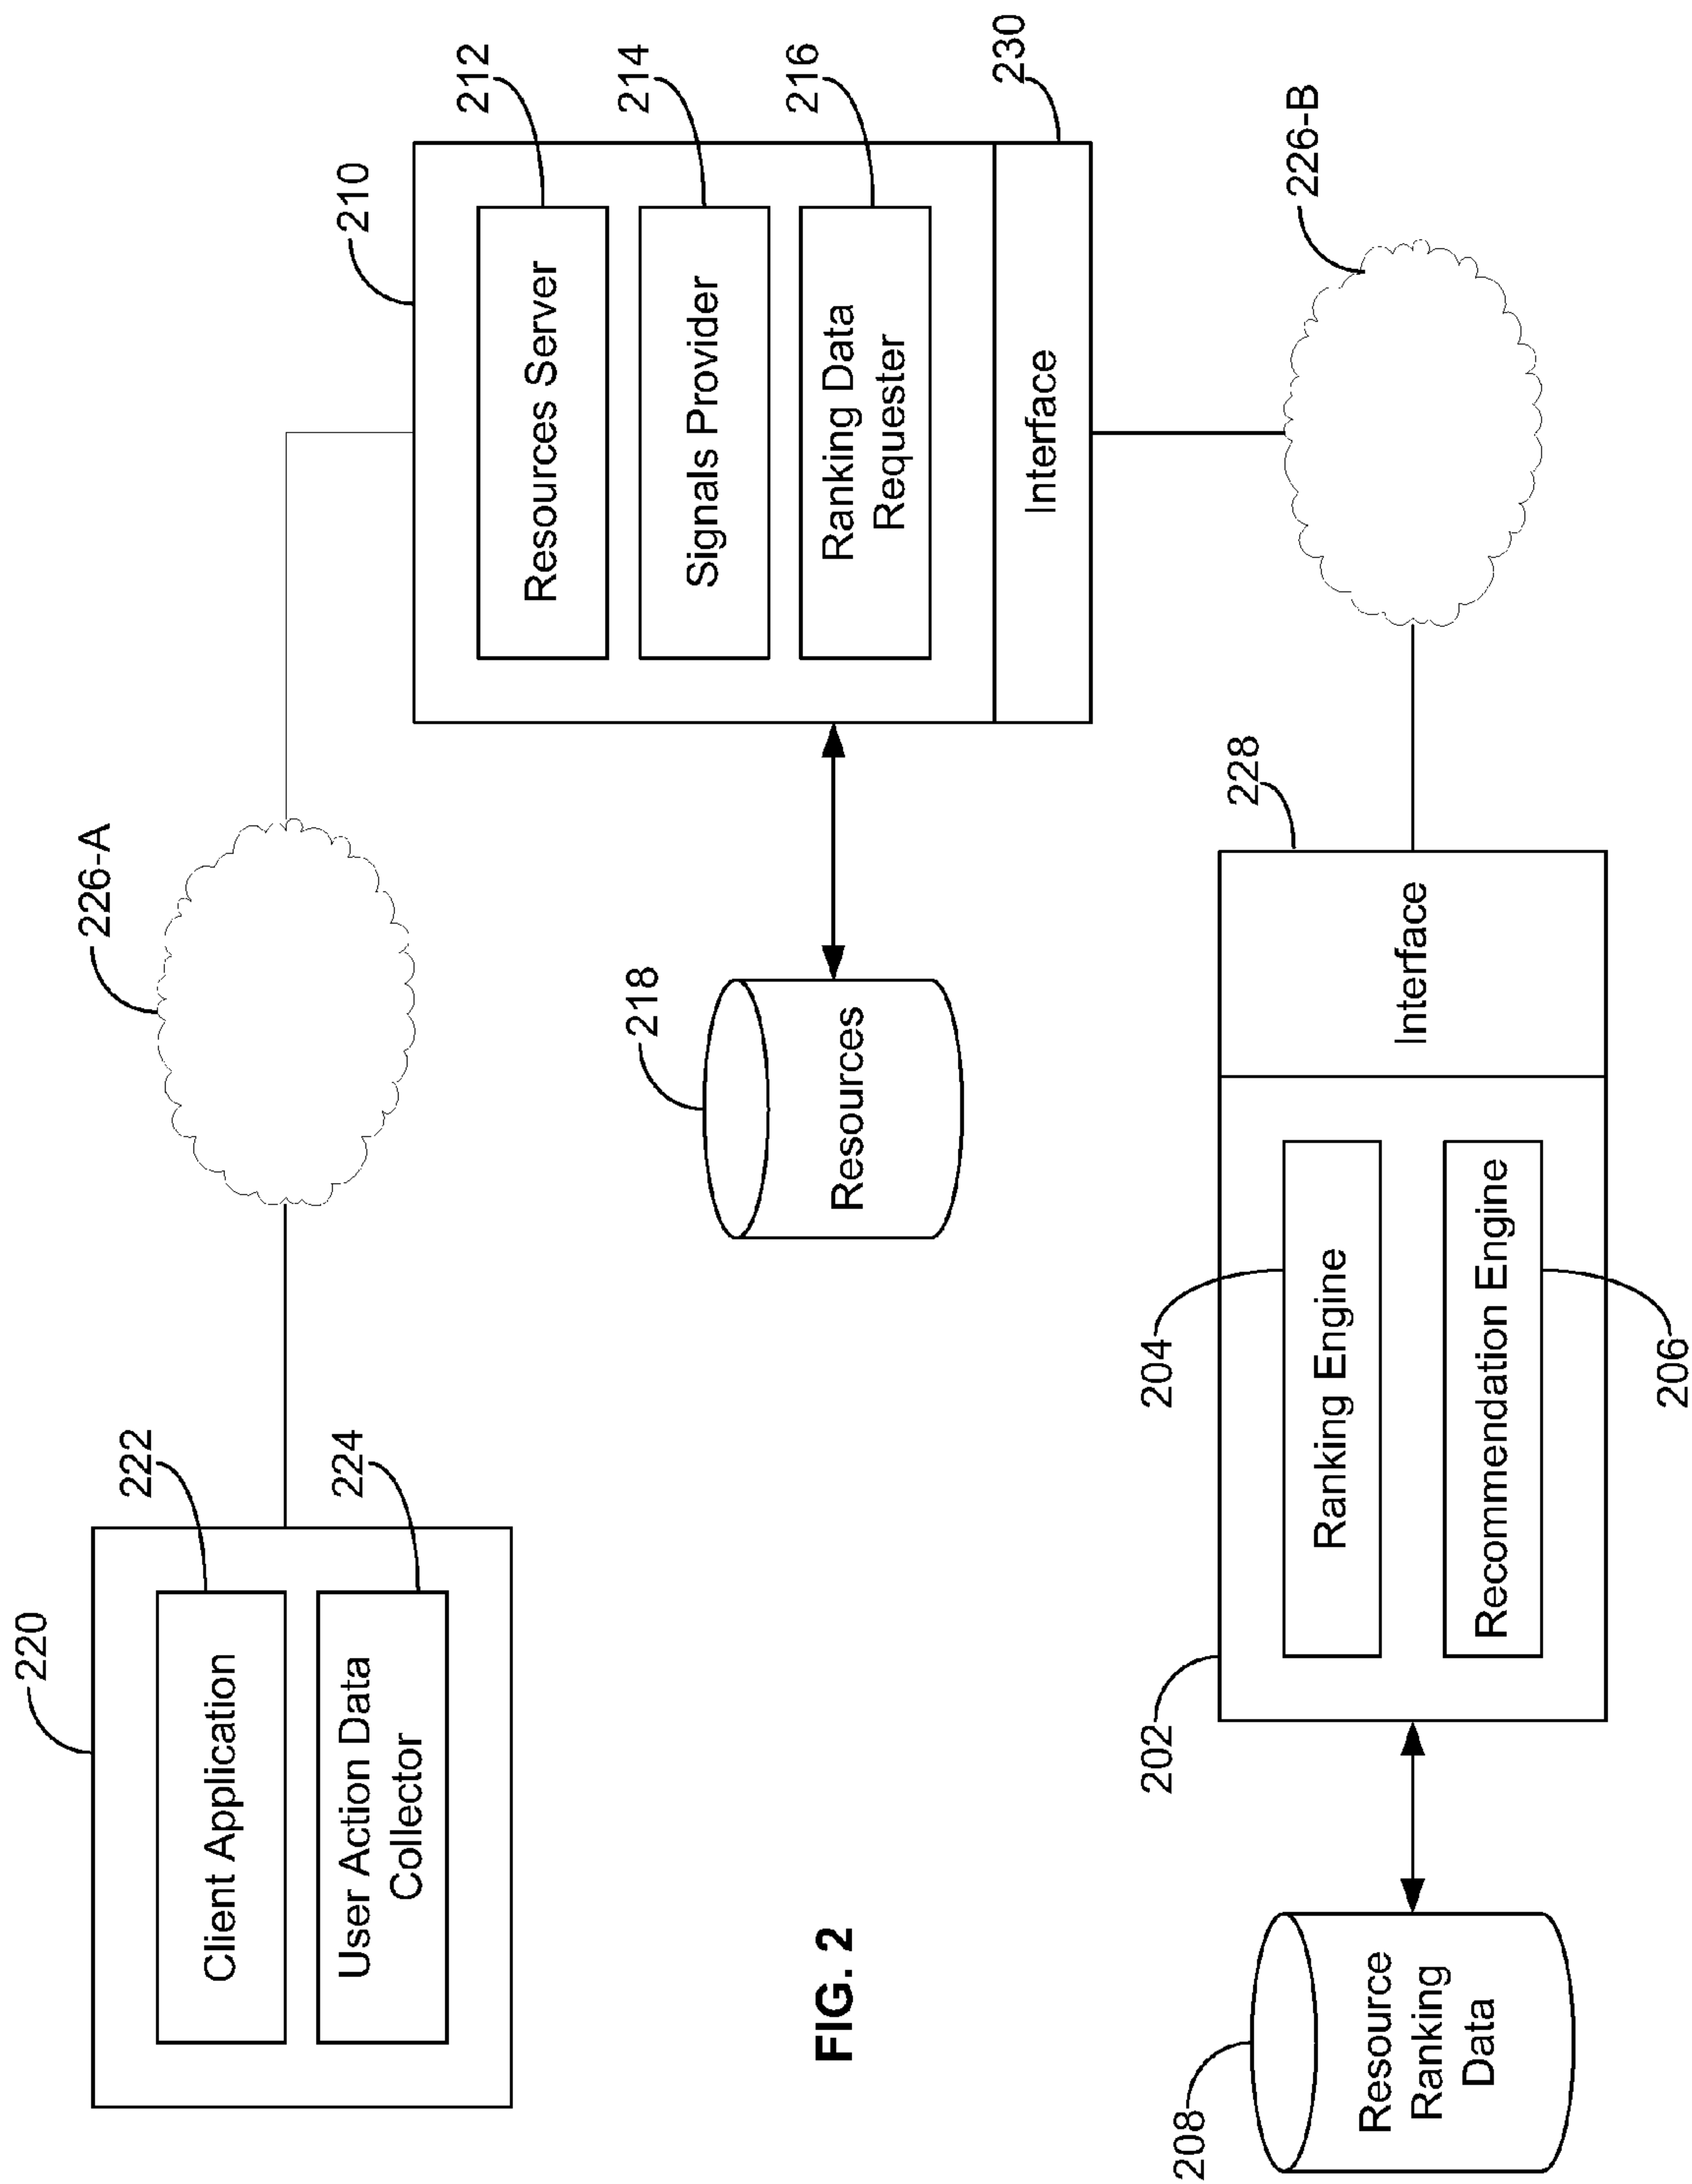 220
222
Client Application
224
User Action Data
Collector
226-A
210
212
Resources Server
214
Signals Provider
216
Ranking Data
Requester
230
Interface
218
Resources
226-B
208
Resource
Ranking
Data
202
204
Ranking Engine
206
Recommendation Engine
228
Interface
FIG. 2